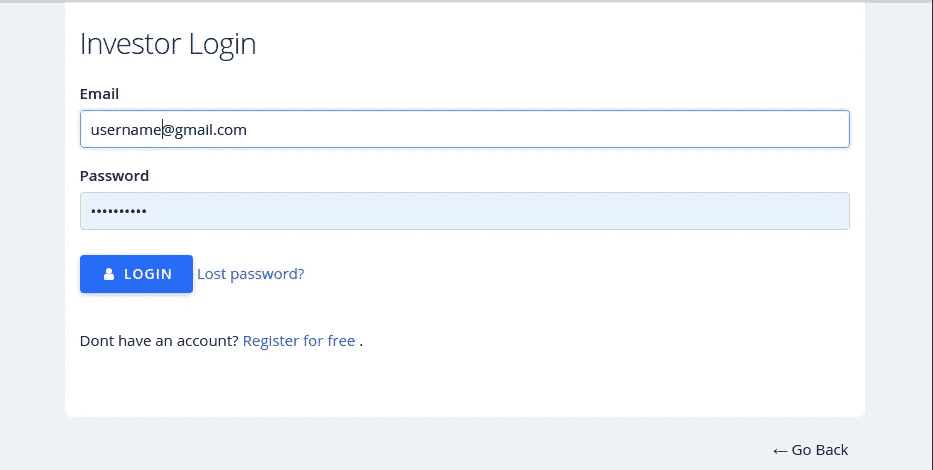 Investor Login
Email
username@gmail.com
Password
••••••••••
LOGIN Lost password?
Dont have an account? Register for free .
← Go Back